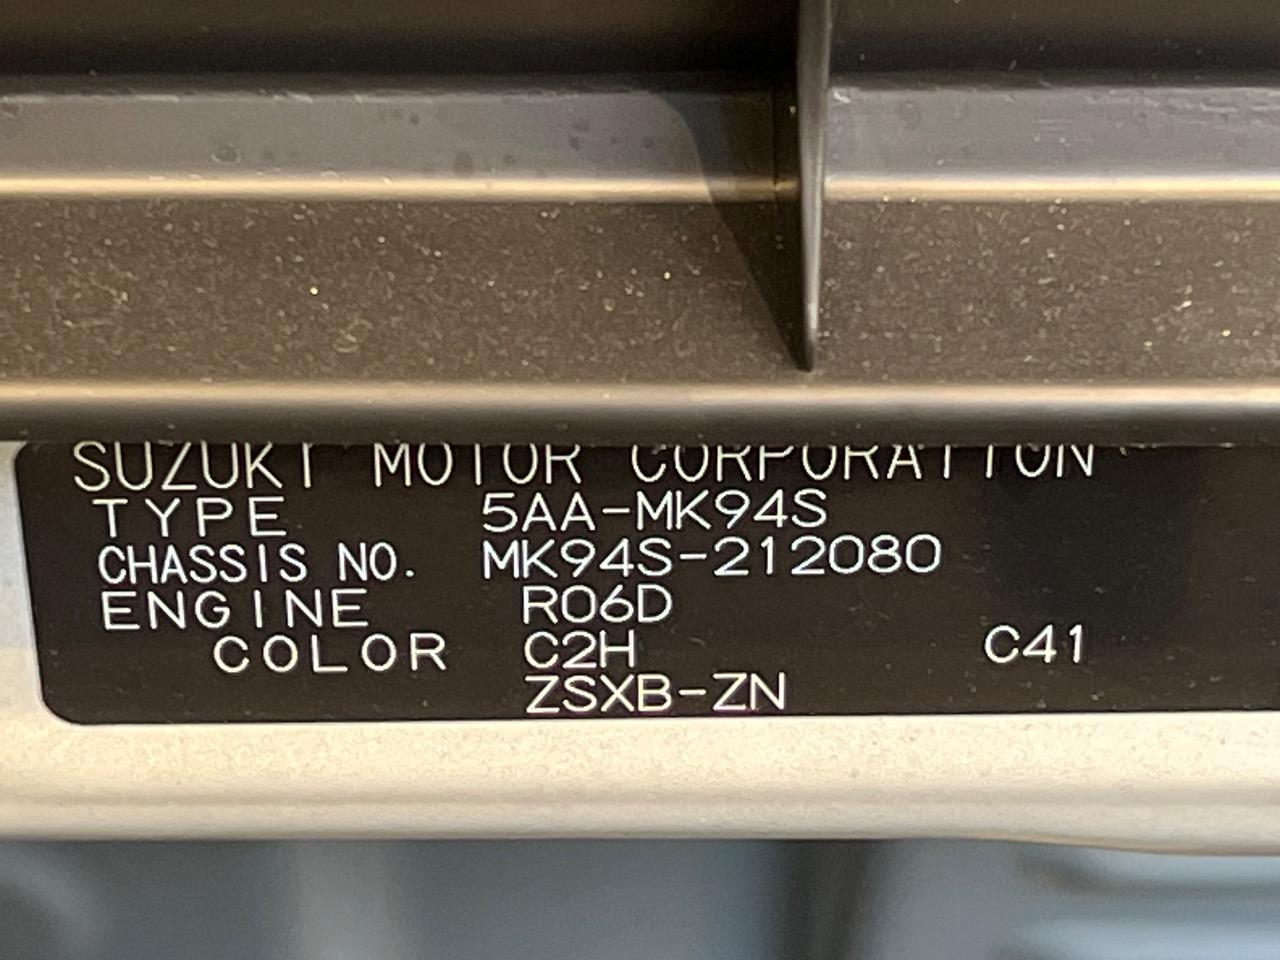 SUZUKI MOTOR CORPORATION
TYPE 5AA-MK94S
CHASSIS NO. MK94S-212080
ENGINE R06D
COLOR C2H C41
ZSXB-ZN